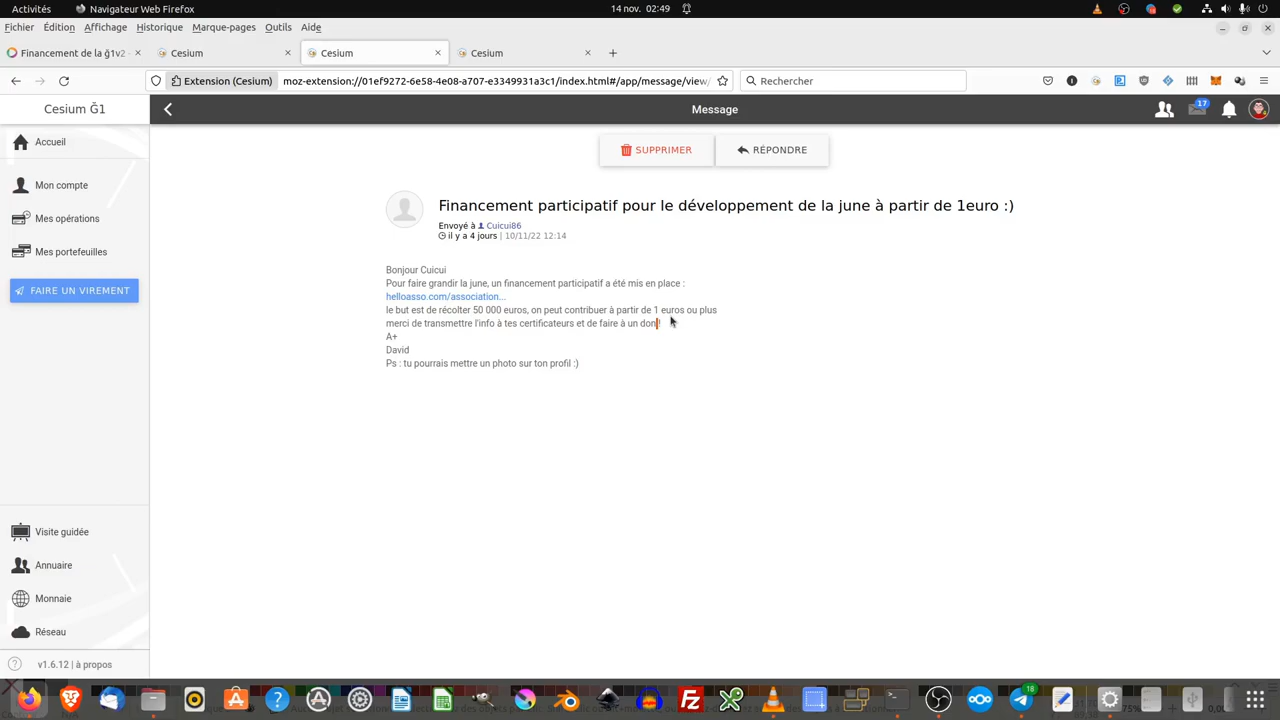 Activités
Navigateur Web Firefox
14 nov. 02:49
Fichier Édition Affichage Historique Marque-pages Outils Aide
Financement de la ğ1v2
Cesium
Cesium
Cesium
Extension (Cesium)
moz-extension://01ef9272-6e58-4e08-a707-e3349931a3c1/index.html#/app/message/view/
Rechercher
Cesium Ğ1
Message
17
Accueil
Mon compte
Mes opérations
Mes portefeuilles
FAIRE UN VIREMENT
SUPPRIMER
RÉPONDRE
Financement participatif pour le développement de la june à partir de 1euro :)
Envoyé à Cuicui86
il y a 4 jours | 10/11/22 12:14
Bonjour Cuicui
Pour faire grandir la june, un financement participatif a été mis en place :
helloasso.com/association...
le but est de récolter 50 000 euros, on peut contribuer à partir de 1 euros ou plus
merci de transmettre l'info à tes certificateurs et de faire à un don!
A+
David
Ps : tu pourrais mettre un photo sur ton profil :)
Visite guidée
Annuaire
Monnaie
Réseau
v1.6.12 | à propos
18